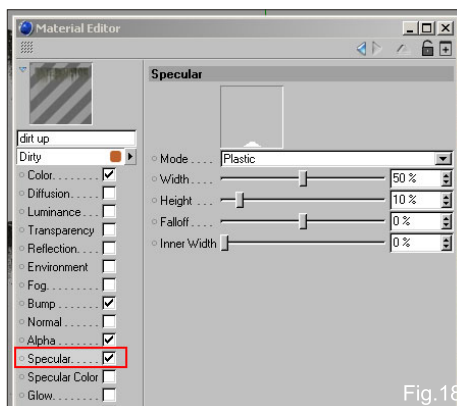 Material Editor
Specular
dirt up
Dirty
Color
Diffusion
Luminance
Transparency
Reflection
Environment
Fog
Bump
Normal
Alpha
Specular
Specular Color
Glow
Mode Plastic
Width 50 %
Height 10 %
Falloff 0 %
Inner Width 0 %
Fig.18